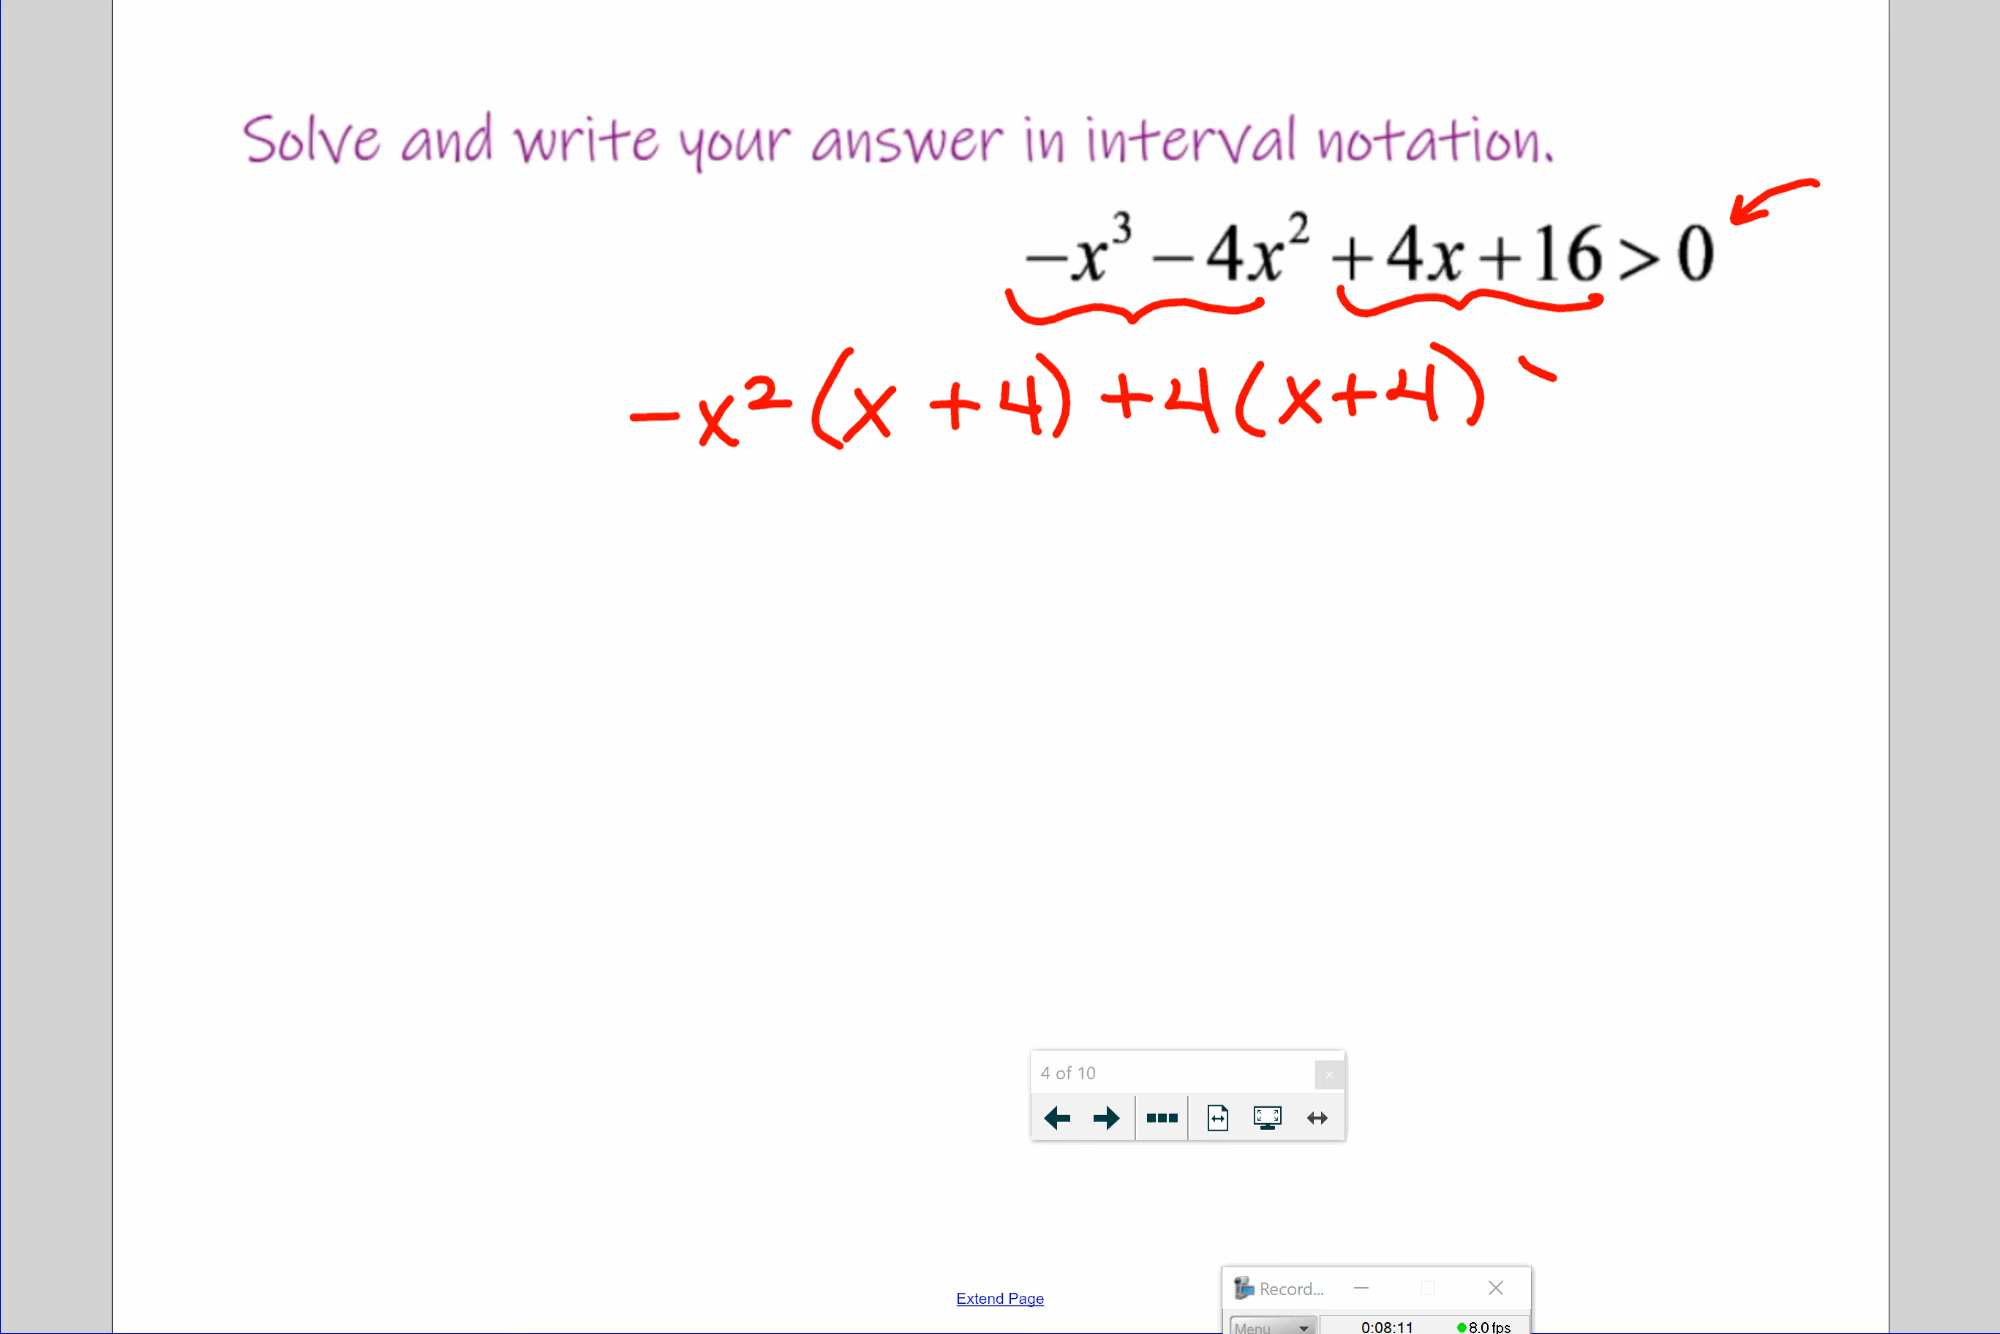 Solve and write your answer in interval notation.
−x³ − 4x² + 4x + 16 > 0
−x²(x + 4) + 4(x + 4)
4 of 10
Extend Page
Record...
Menu 0:08:11 8.0 fps